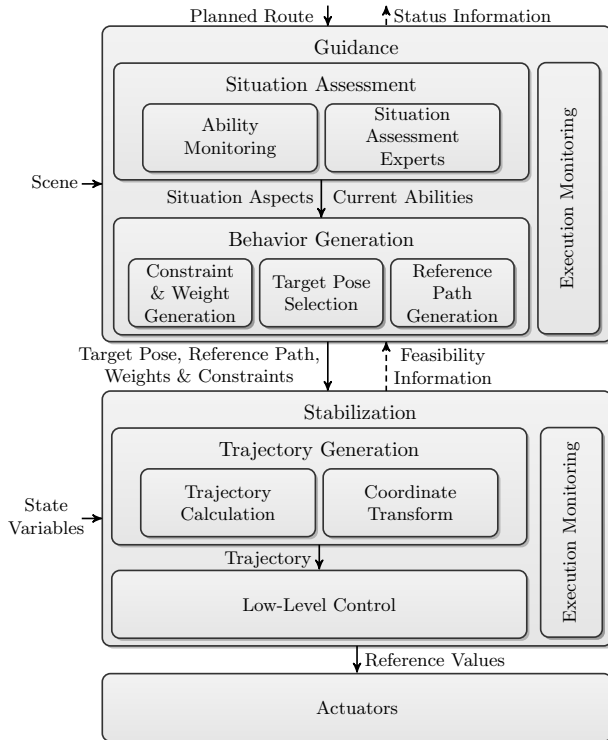 Planned Route
Status Information
Guidance
Situation Assessment
Ability
Monitoring
Situation
Assessment
Experts
Execution Monitoring
Scene
Situation Aspects
Current Abilities
Behavior Generation
Constraint
& Weight
Generation
Target Pose
Selection
Reference
Path
Generation
Target Pose, Reference Path,
Weights & Constraints
Feasibility
Information
Stabilization
Trajectory Generation
Trajectory
Calculation
Coordinate
Transform
Execution Monitoring
State
Variables
Trajectory
Low-Level Control
Reference Values
Actuators